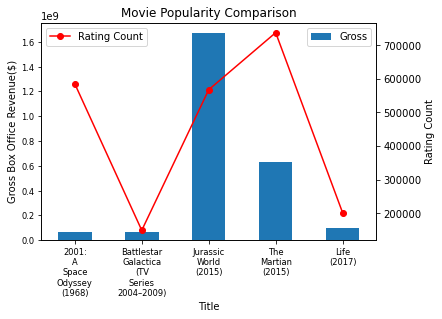 Movie Popularity Comparison
1e9
Rating Count
Gross
1.6
1.4
1.2
1.0
0.8
0.6
0.4
0.2
0.0
Gross Box Office Revenue($)
700000
600000
500000
400000
300000
200000
Rating Count
2001:
A
Space
Odyssey
(1968)
Battlestar
Galactica
(TV
Series
2004–2009)
Jurassic
World
(2015)
The
Martian
(2015)
Life
(2017)
Title